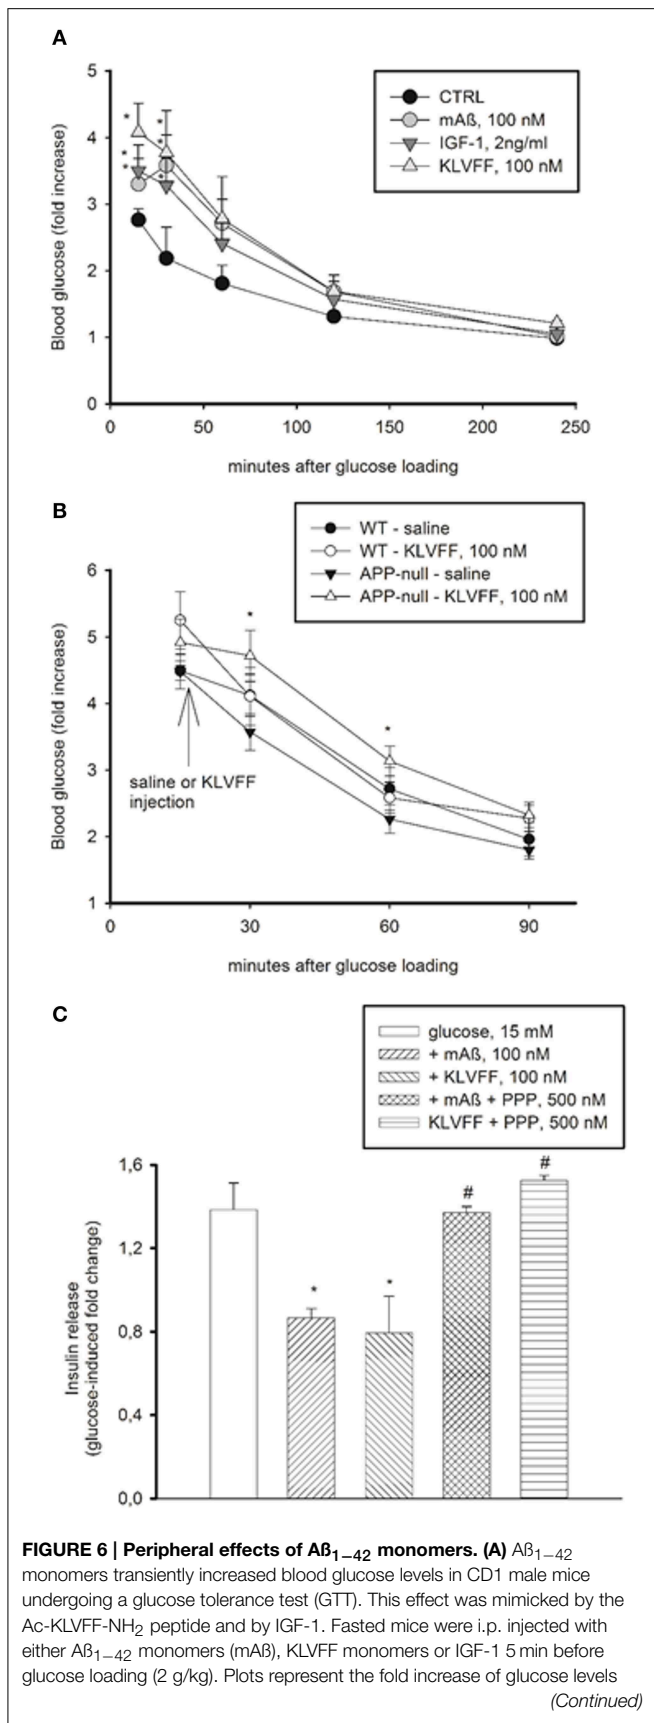 A
5
4
3
2
1
0
Blood glucose (fold increase)
CTRL
mAß, 100 nM
IGF-1, 2ng/ml
KLVFF, 100 nM
*
*
*
*
*
*
0 50 100 150 200 250
minutes after glucose loading
B
WT - saline
WT - KLVFF, 100 nM
APP-null - saline
APP-null - KLVFF, 100 nM
6
5
4
3
2
1
Blood glucose (fold increase)
*
*
saline or KLVFF
injection
0 30 60 90
minutes after glucose loading
C
glucose, 15 mM
+ mAß, 100 nM
+ KLVFF, 100 nM
+ mAß + PPP, 500 nM
KLVFF + PPP, 500 nM
1,6
1,2
0,8
0,4
0,0
Insulin release
(glucose-induced fold change)
* * # #
FIGURE 6 | Peripheral effects of Aß1–42 monomers. (A) Aß1–42
monomers transiently increased blood glucose levels in CD1 male mice
undergoing a glucose tolerance test (GTT). This effect was mimicked by the
Ac-KLVFF-NH2 peptide and by IGF-1. Fasted mice were i.p. injected with
either Aß1–42 monomers (mAß), KLVFF monomers or IGF-1 5 min before
glucose loading (2 g/kg). Plots represent the fold increase of glucose levels
(Continued)